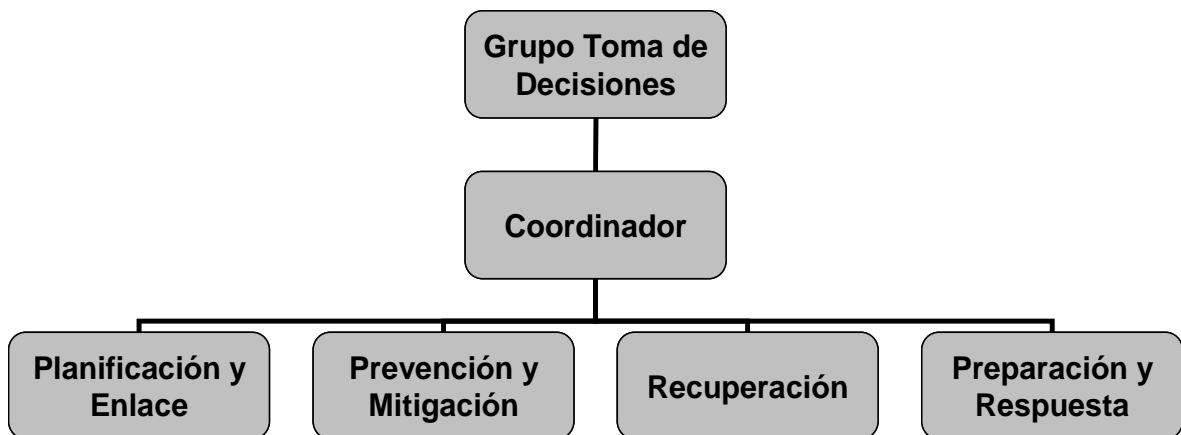 Grupo Toma de
Decisiones
Coordinador
Planificación y
Enlace
Prevención y
Mitigación
Recuperación
Preparación y
Respuesta